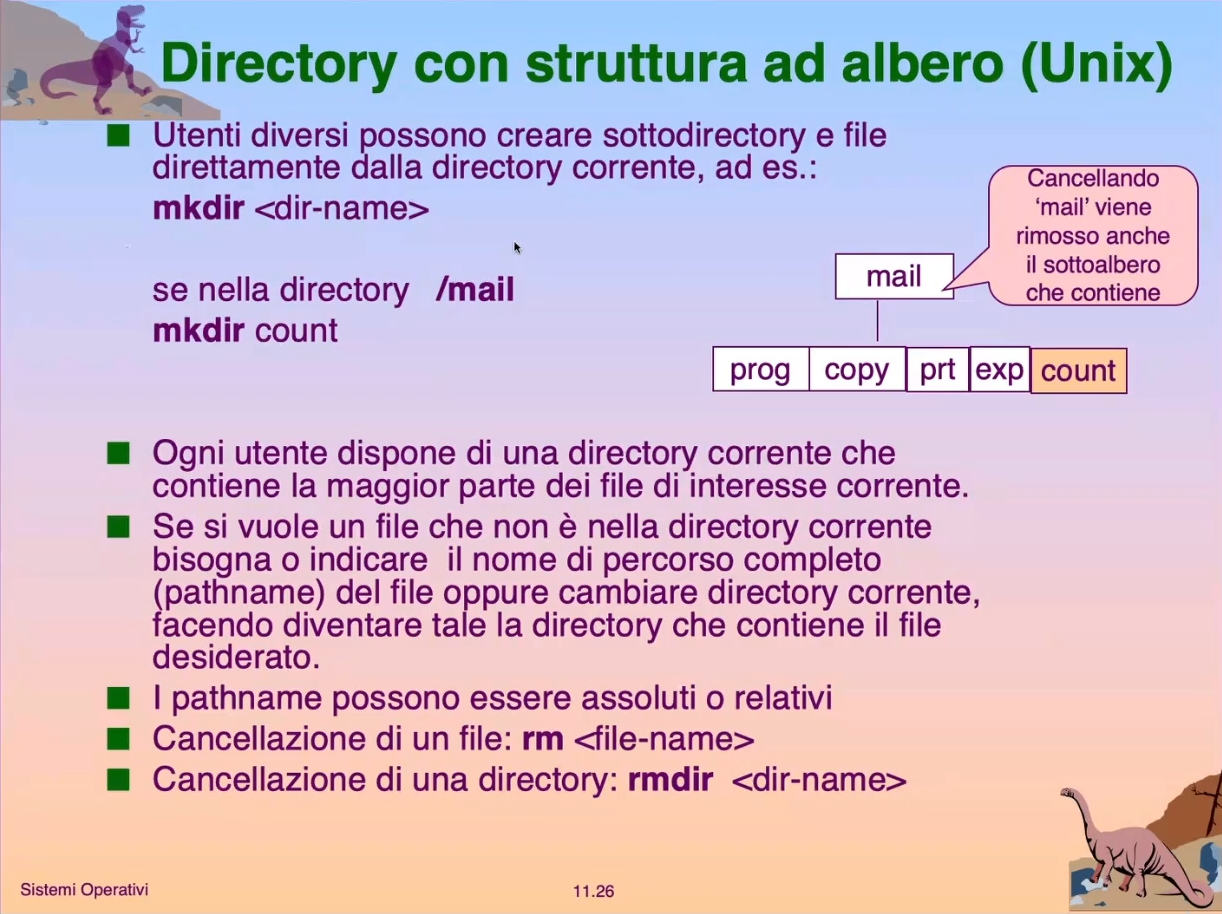 Directory con struttura ad albero (Unix)
Utenti diversi possono creare sottodirectory e file
direttamente dalla directory corrente, ad es.:
mkdir <dir-name>
se nella directory /mail
mkdir count
Cancellando
‘mail’ viene
rimosso anche
il sottoalbero
che contiene
mail
prog copy prt exp count
Ogni utente dispone di una directory corrente che
contiene la maggior parte dei file di interesse corrente.
Se si vuole un file che non è nella directory corrente
bisogna o indicare il nome di percorso completo
(pathname) del file oppure cambiare directory corrente,
facendo diventare tale la directory che contiene il file
desiderato.
I pathname possono essere assoluti o relativi
Cancellazione di un file: rm <file-name>
Cancellazione di una directory: rmdir <dir-name>
Sistemi Operativi
11.26